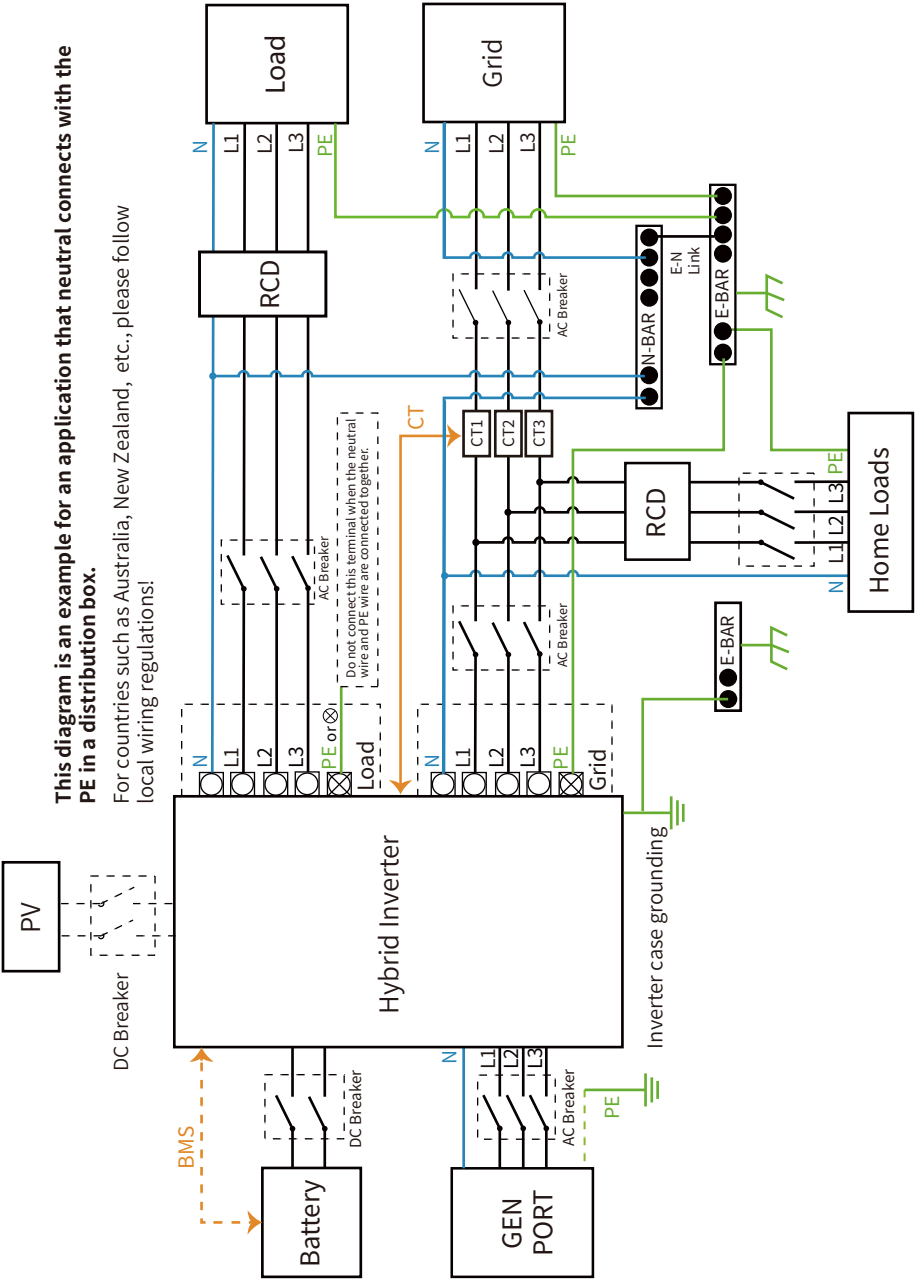 This diagram is an example for an application that neutral connects with the
PE in a distribution box.
For countries such as Australia, New Zealand, etc., please follow
local wiring regulations!
PV
DC Breaker
BMS
Battery
DC Breaker
GEN
PORT
N
L1
L2
L3
AC Breaker
PE
Hybrid Inverter
Inverter case grounding
N
L1
L2
L3
PE or
Load
Do not connect this terminal when the neutral
wire and PE wire are connected together.
AC Breaker
RCD
N
L1
L2
L3
PE
Load
CT
N
L1
L2
L3
PE
Grid
AC Breaker
CT1
CT2
CT3
AC Breaker
N
L1
L2
L3
PE
Grid
N-BAR
E-N
Link
E-BAR
RCD
E-BAR
N
L1
L2
L3
PE
Home Loads